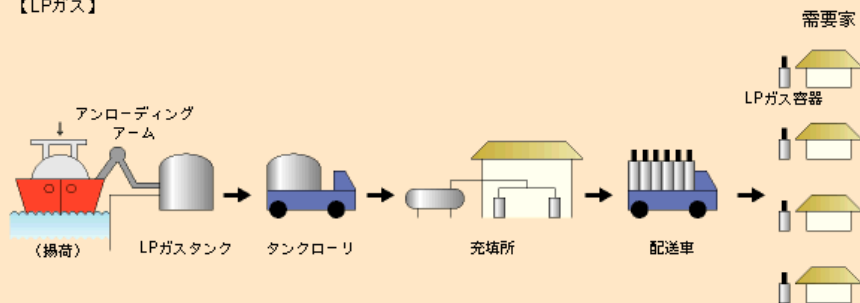 【LPガス】
需要家
LPガス容器
アンローディング
アーム
(揚荷)
LPガスタンク
タンクローリ
充填所
配送車